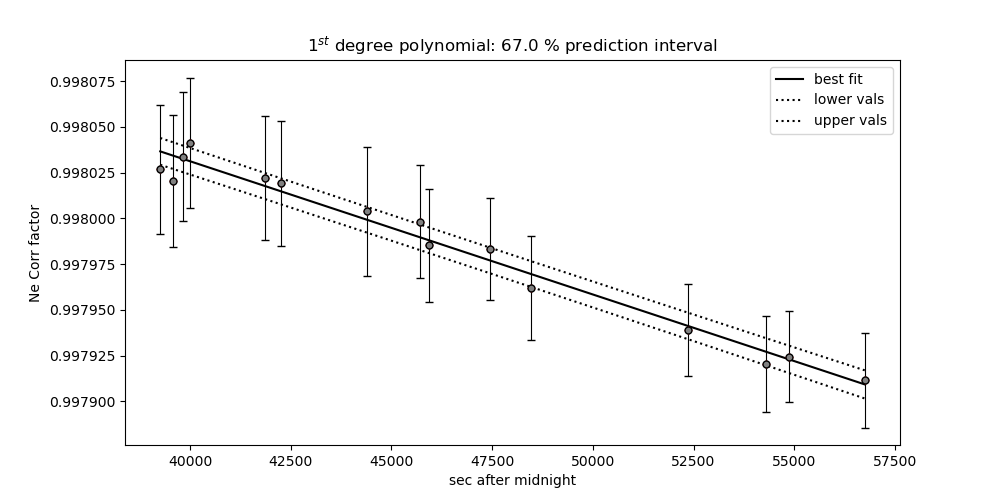 1st degree polynomial: 67.0 % prediction interval
best fit
lower vals
upper vals
Ne Corr factor
0.998075
0.998050
0.998025
0.998000
0.997975
0.997950
0.997925
0.997900
40000 42500 45000 47500 50000 52500 55000 57500
sec after midnight